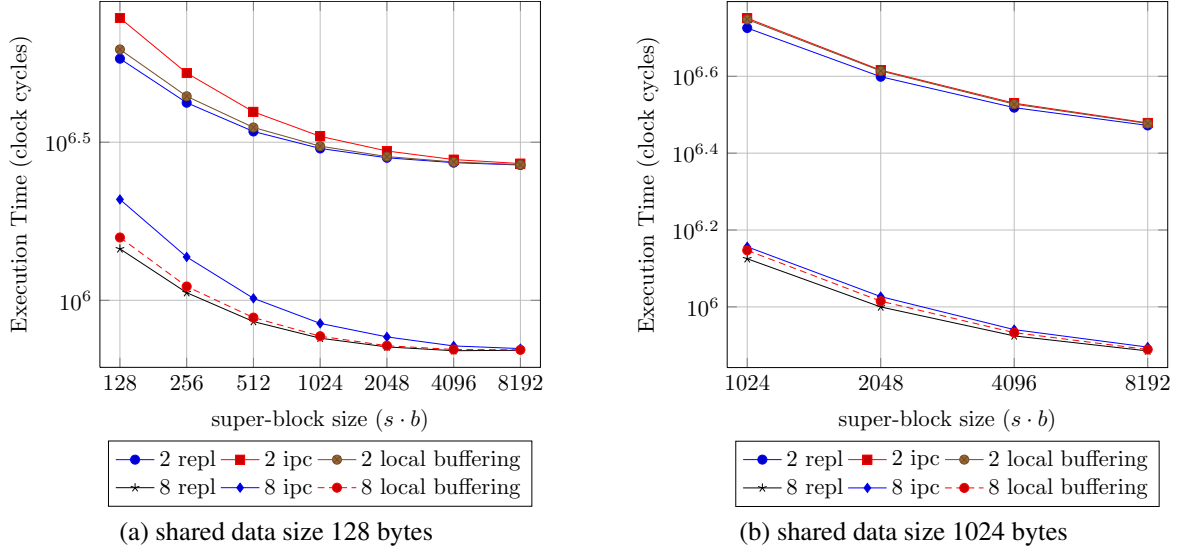 Execution Time (clock cycles)
10^6.5
10^6
128 256 512 1024 2048 4096 8192
super-block size (s · b)
2 repl 2 ipc 2 local buffering
8 repl 8 ipc 8 local buffering
(a) shared data size 128 bytes
Execution Time (clock cycles)
10^6.6
10^6.4
10^6.2
10^6
1024 2048 4096 8192
super-block size (s · b)
2 repl 2 ipc 2 local buffering
8 repl 8 ipc 8 local buffering
(b) shared data size 1024 bytes